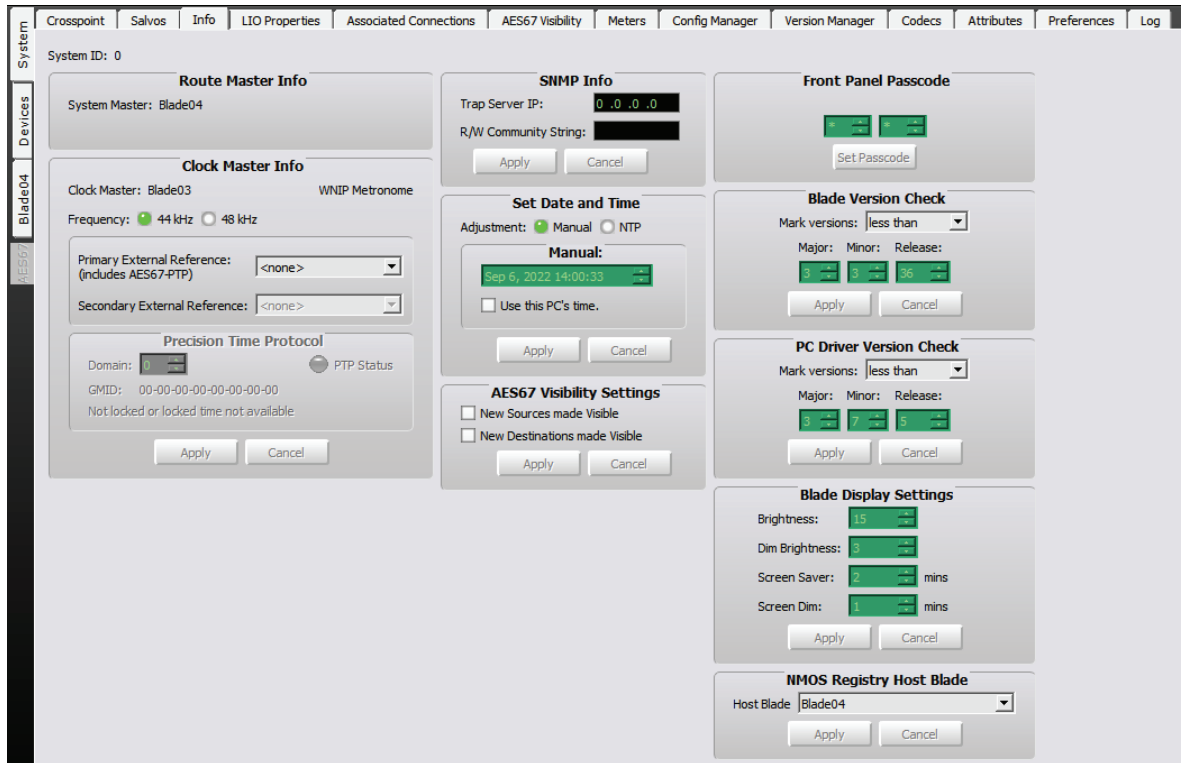 Crosspoint Salvos Info LIO Properties Associated Connections AES67 Visibility Meters Config Manager Version Manager Codecs Attributes Preferences Log
System
Devices
Blade04
AES67
System ID: 0
Route Master Info
System Master: Blade04
Clock Master Info
Clock Master: Blade03 WNIP Metronome
Frequency: 44 kHz 48 kHz
Primary External Reference: <none>
(includes AES67-PTP)
Secondary External Reference: <none>
Precision Time Protocol
Domain: 0 PTP Status
GMID: 00-00-00-00-00-00-00-00
Not locked or locked time not available
Apply Cancel
SNMP Info
Trap Server IP: 0 .0 .0 .0
R/W Community String:
Apply Cancel
Set Date and Time
Adjustment: Manual NTP
Manual:
Sep 6, 2022 14:00:33
Use this PC's time.
Apply Cancel
AES67 Visibility Settings
New Sources made Visible
New Destinations made Visible
Apply Cancel
Front Panel Passcode
* *
Set Passcode
Blade Version Check
Mark versions: less than
Major: Minor: Release:
3 3 36
Apply Cancel
PC Driver Version Check
Mark versions: less than
Major: Minor: Release:
3 7 5
Apply Cancel
Blade Display Settings
Brightness: 15
Dim Brightness: 3
Screen Saver: 2 mins
Screen Dim: 1 mins
Apply Cancel
NMOS Registry Host Blade
Host Blade Blade04
Apply Cancel